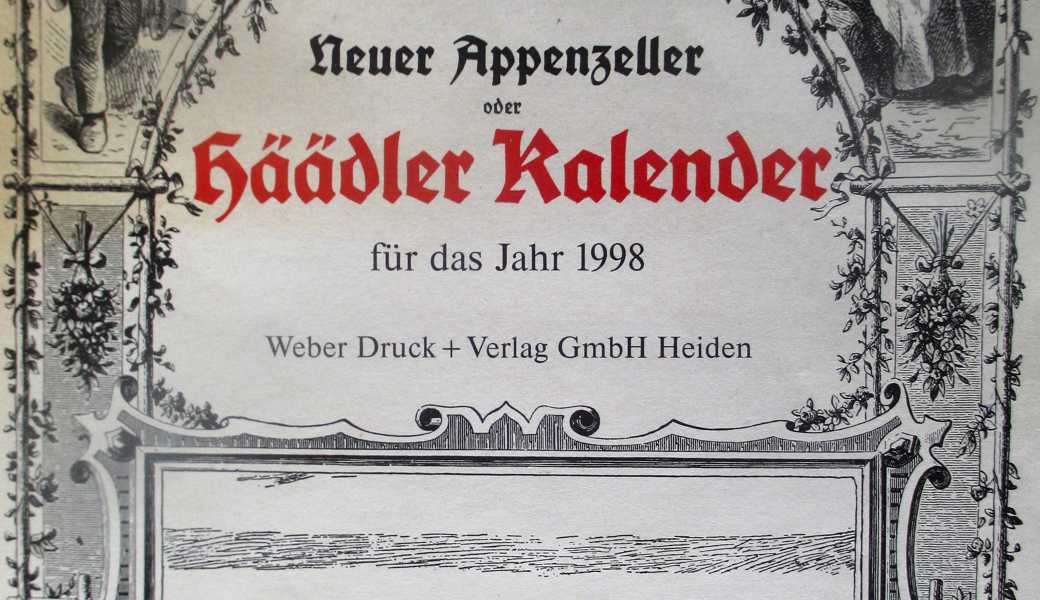 Neuer Appenzeller
oder
Häädler Kalender
für das Jahr 1998
Weber Druck + Verlag GmbH Heiden